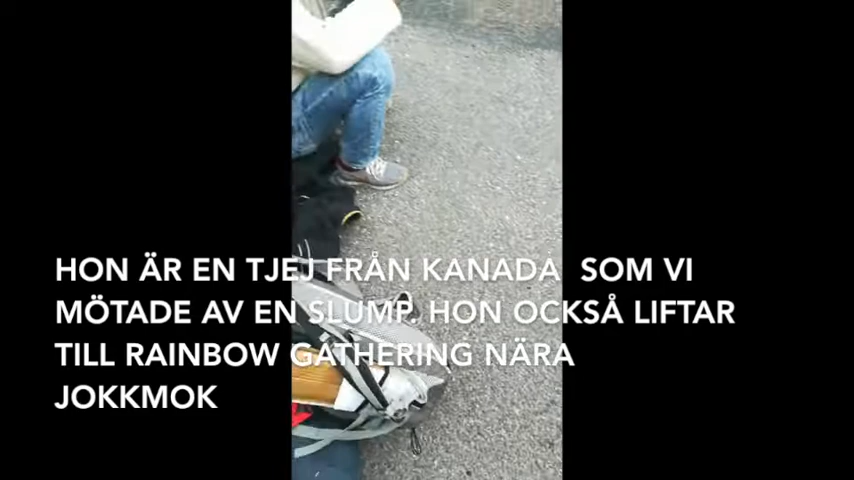 HON ÄR EN TJEJ FRÅN KANADA SOM VI
MÖTADE AV EN SLUMP. HON OCKSÅ LIFTAR
TILL RAINBOW GATHERING NÄRA
JOKKMOK